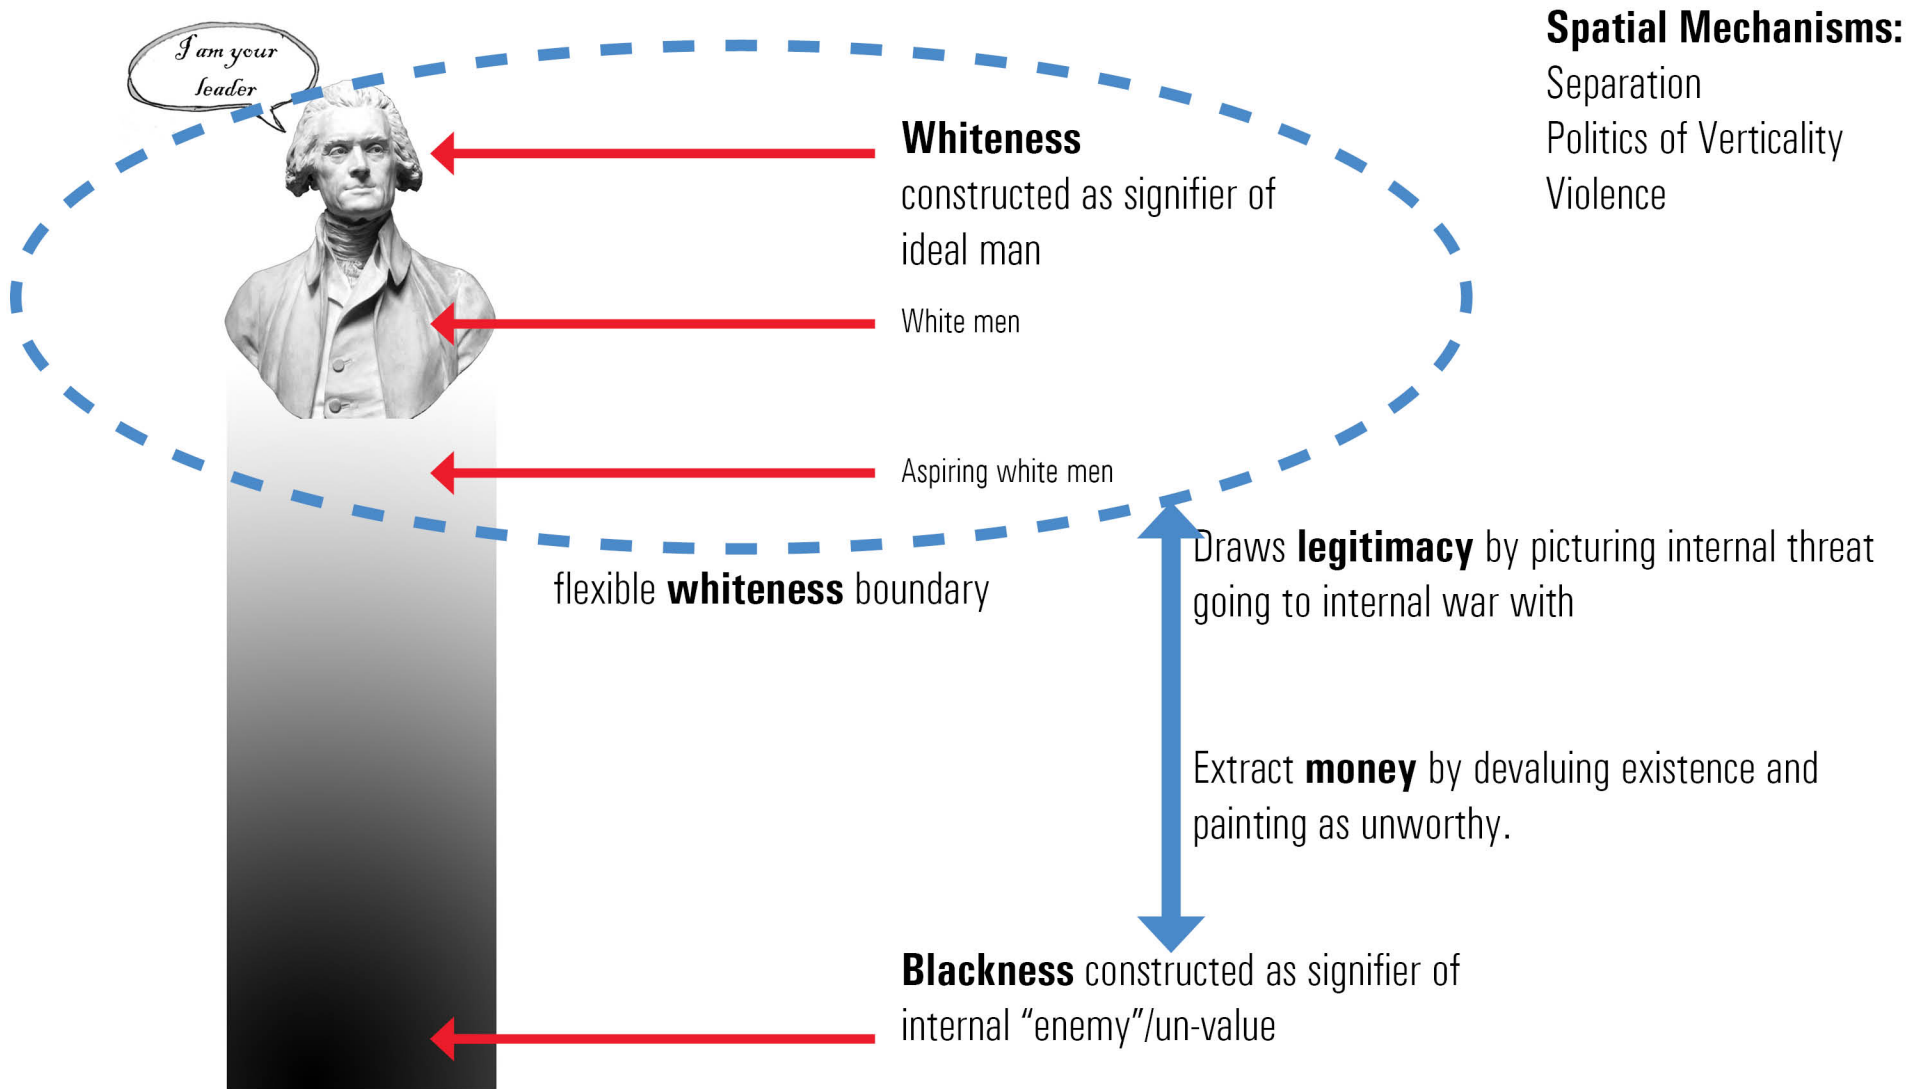 I am your
leader
Spatial Mechanisms:
Separation
Politics of Verticality
Violence
Whiteness
constructed as signifier of
ideal man
White men
Aspiring white men
flexible whiteness boundary
Draws legitimacy by picturing internal threat
going to internal war with
Extract money by devaluing existence and
painting as unworthy.
Blackness constructed as signifier of
internal “enemy”/un-value